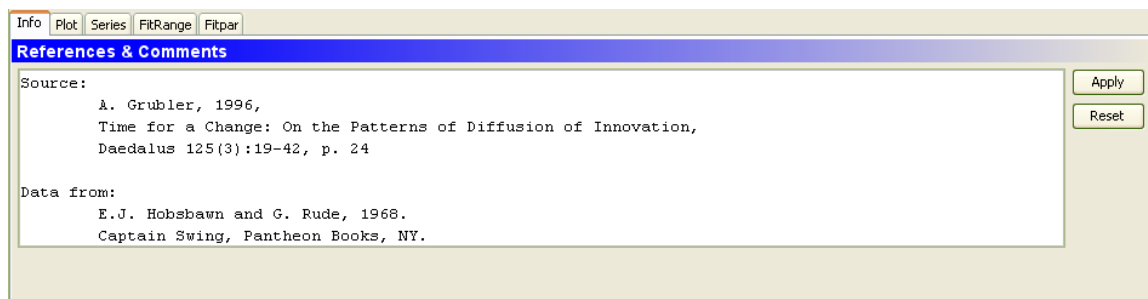 Info Plot Series FitRange Fitpar
References & Comments
Source:
A. Grubler, 1996,
Time for a Change: On the Patterns of Diffusion of Innovation,
Daedalus 125(3):19-42, p. 24
Data from:
E.J. Hobsbawn and G. Rude, 1968.
Captain Swing, Pantheon Books, NY.
Apply
Reset